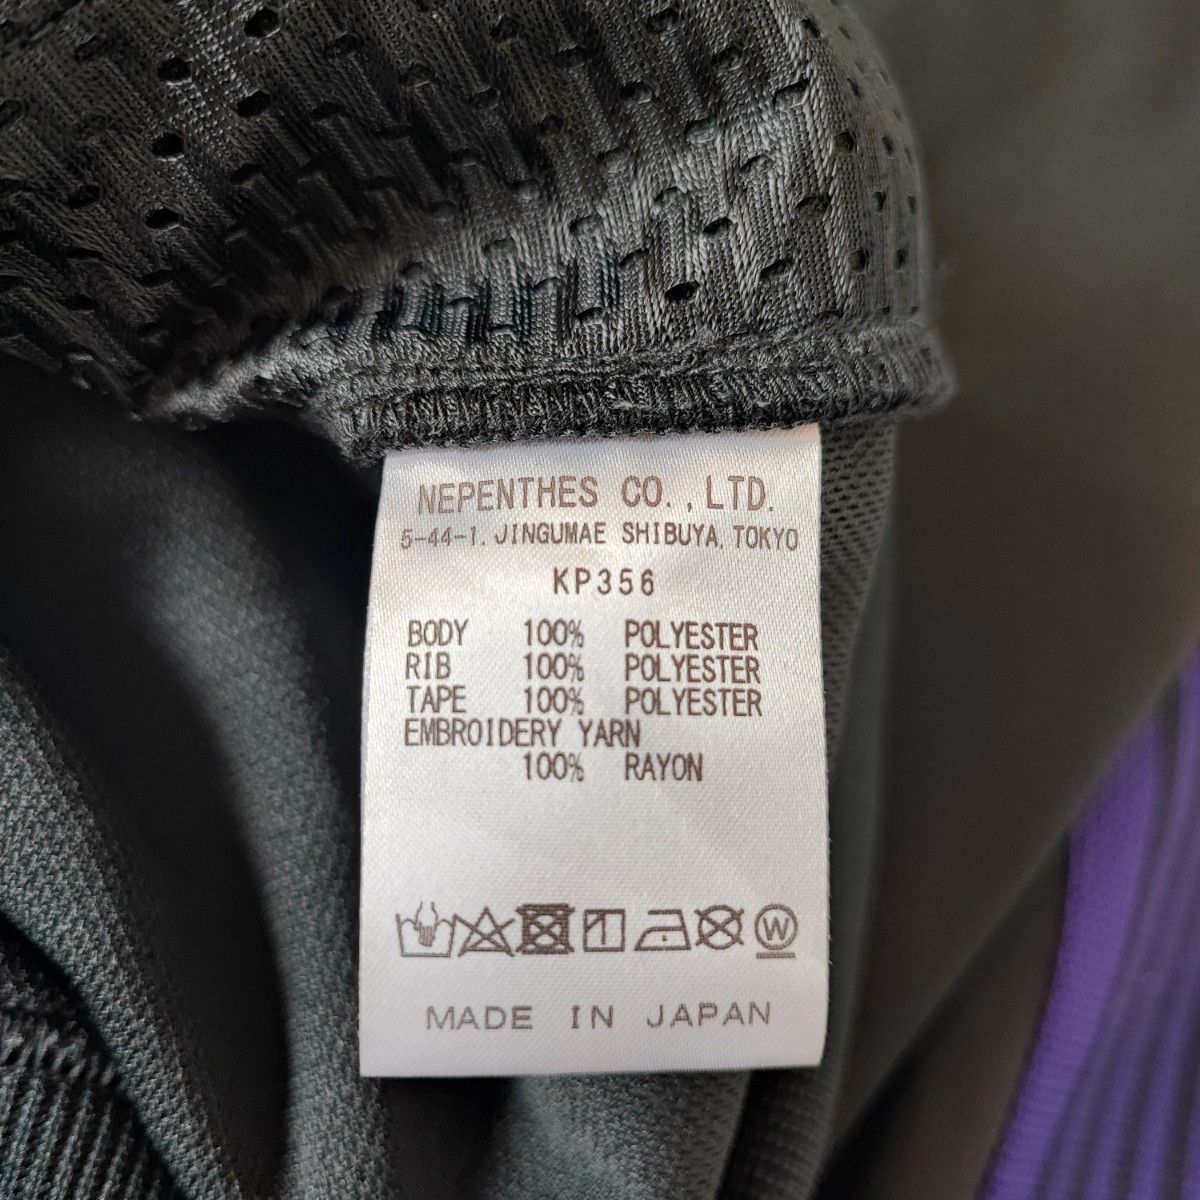 NEPENTHES CO.,LTD.
5-44-1, JINGUMAE SHIBUYA, TOKYO
KP356
BODY 100% POLYESTER
RIB 100% POLYESTER
TAPE 100% POLYESTER
EMBROIDERY YARN
100% RAYON
W
MADE IN JAPAN